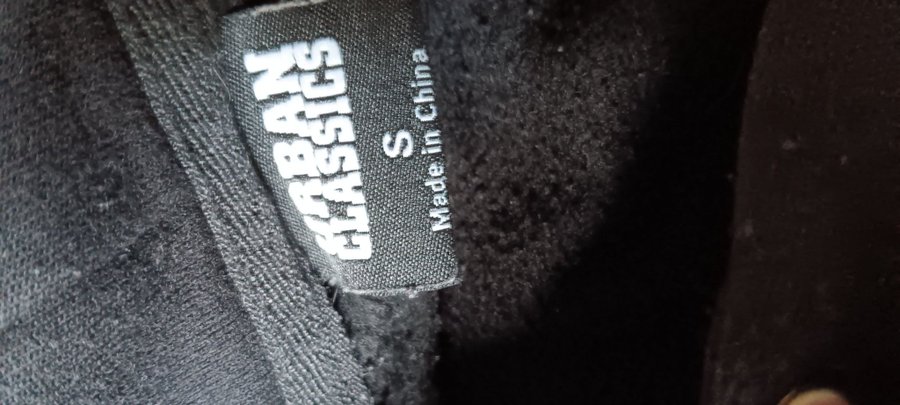 URBAN
CLASSICS
S
Made in China